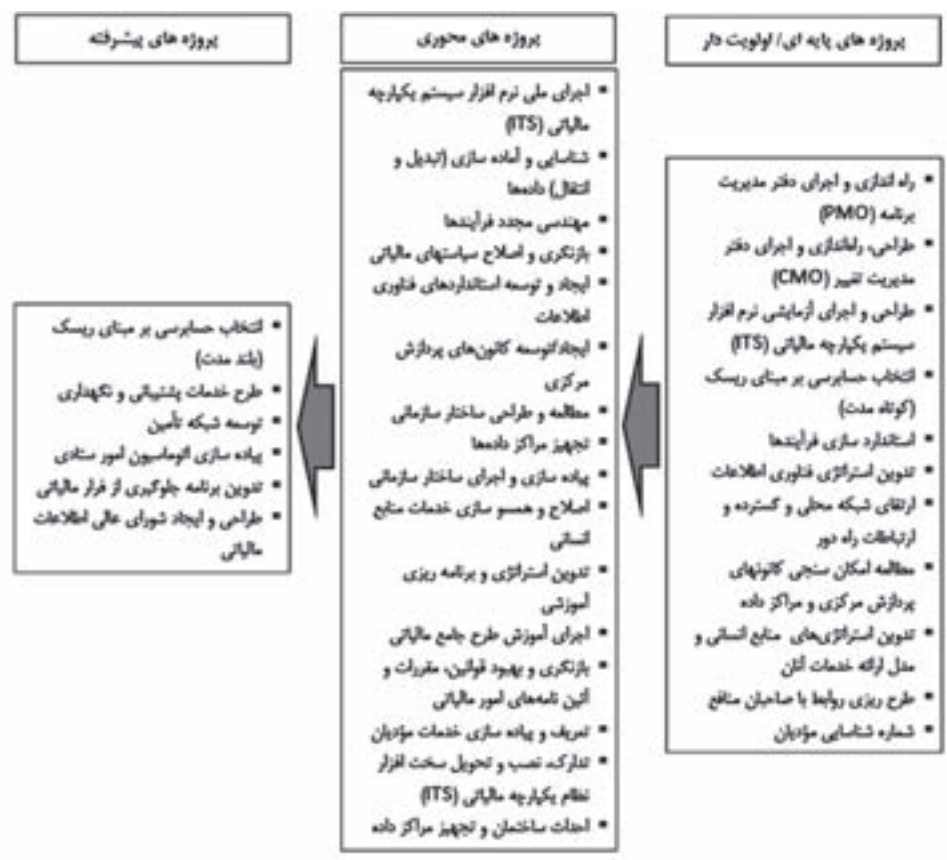 پروژه های پایه ای/ اولویت دار
▪ راه اندازی و اجرای دفتر مدیریت
برنامه (PMO)
▪ طراحی، راه‌اندازی و اجرای دفتر
مدیریت تغییر (CMO)
▪ طراحی و اجرای آزمایشی نرم افزار
سیستم یکپارچه مالیاتی (ITS)
▪ انتخاب حسابرسی بر مبنای ریسک
(کوتاه مدت)
▪ استاندارد سازی فرآیندها
▪ تدوین استراتژی فناوری اطلاعات
▪ ارتقای شبکه محلی و گسترده و
ارتباطات راه دور
▪ مطالعه امکان سنجی کانونهای
پردازش مرکزی و مراکز داده
▪ تدوین استراتژی‌های منابع انسانی و
مدل ارائه خدمات آنان
▪ طرح ریزی روابط با صاحبان منافع
▪ شماره شناسایی مؤدیان
پروژه های محوری
▪ اجرای ملی نرم افزار سیستم یکپارچه
مالیاتی (ITS)
▪ شناسایی و آماده سازی (تبدیل و
انتقال) داده‌ها
▪ مهندسی مجدد فرآیندها
▪ بازنگری و اصلاح سیاستهای مالیاتی
▪ ایجاد و توسعه استانداردهای فناوری
اطلاعات
▪ ایجاد/توسعه کانون‌های پردازش
مرکزی
▪ مطالعه و طراحی ساختار سازمانی
▪ تجهیز مراکز داده‌ها
▪ پیاده سازی و اجرای ساختار سازمانی
▪ اصلاح و همسو سازی خدمات منابع
انسانی
▪ تدوین استراتژی و برنامه ریزی
آموزشی
▪ اجرای آموزش طرح جامع مالیاتی
▪ بازنگری و بهبود قوانین، مقررات و
آئین نامه‌های امور مالیاتی
▪ تعریف و پیاده سازی خدمات مؤدیان
▪ تدارک، نصب و تحویل سخت افزار
نظام یکپارچه مالیاتی (ITS)
▪ احداث ساختمان و تجهیز مراکز داده
پروژه های پیشرفته
▪ انتخاب حسابرسی بر مبنای ریسک
(بلند مدت)
▪ طرح خدمات پشتیبانی و نگهداری
▪ توسعه شبکه تأمین
▪ پیاده سازی اتوماسیون امور ستادی
▪ تدوین برنامه جلوگیری از فرار مالیاتی
▪ طراحی و ایجاد شورای عالی اطلاعات
مالیاتی